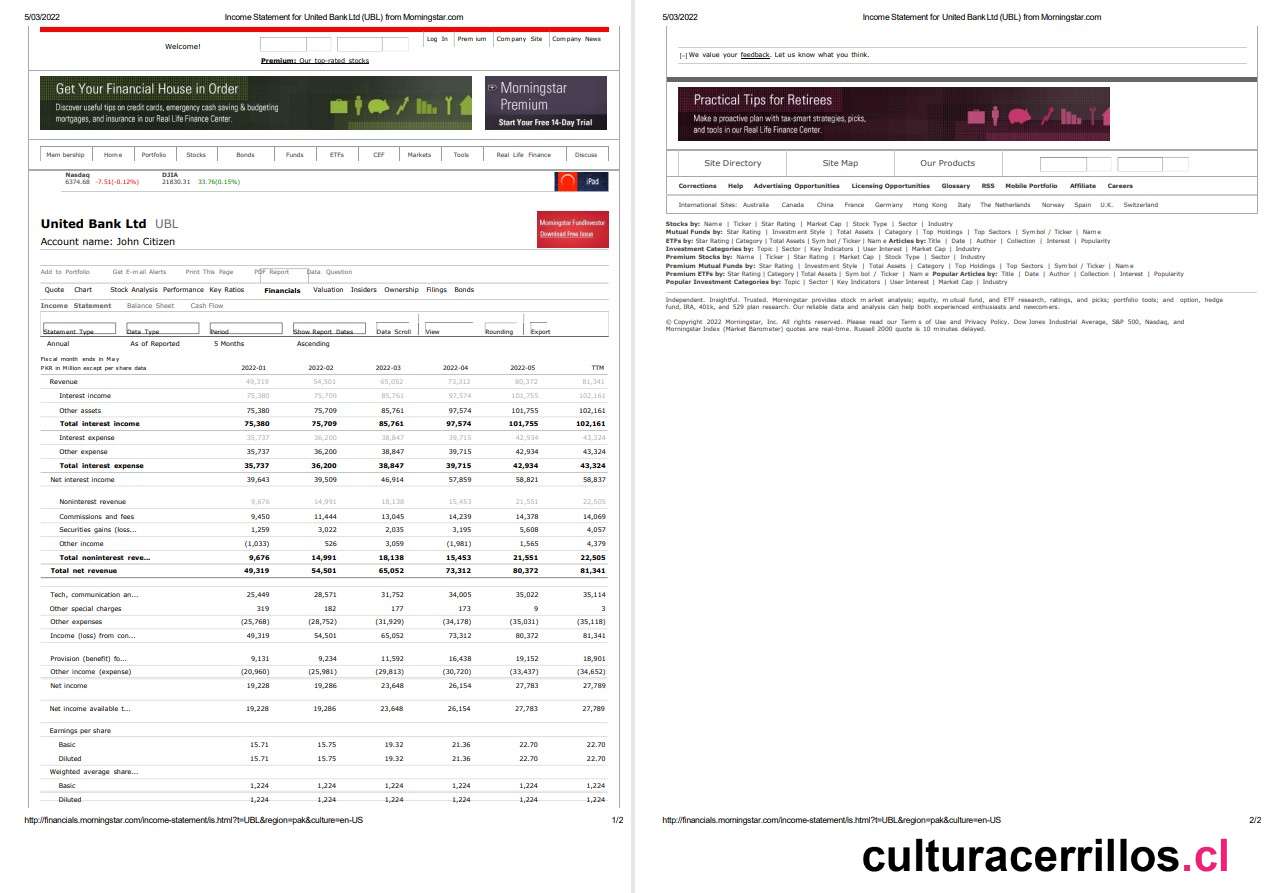 5/03/2022 Income Statement for United Bank Ltd (UBL) from Morningstar.com
Welcome!
Log In Premium Company Site Company News
Premium: Our top-rated stocks
Get Your Financial House in Order
Discover useful tips on credit cards, emergency cash saving & budgeting
mortgages, and insurance in our Real Life Finance Center.
Morningstar
Premium
Start Your Free 14-Day Trial
Membership Home Portfolio Stocks Bonds Funds ETFs CEF Markets Tools Real Life Finance Discuss
Nasdaq DJIA
6374.68 -7.51(-0.12%) 21830.31 33.76(0.15%)
iPad
United Bank Ltd UBL
Account name: John Citizen
Morningstar FundInvestor
Download Free Issue
Add to Portfolio Get E-mail Alerts Print This Page PDF Report Data Question
Quote Chart Stock Analysis Performance Key Ratios Financials Valuation Insiders Ownership Filings Bonds
Income Statement Balance Sheet Cash Flow
Statement Type Data Type Period Show Report Dates Data Scroll View Rounding Export
Annual As of Reported 5 Months Ascending
Fiscal month ends in May
PKR in Million except per share data 2022-01 2022-02 2022-03 2022-04 2022-05 TTM
Revenue 49,319 54,501 65,052 73,312 80,372 81,341
Interest income 75,380 75,709 85,761 97,574 101,755 102,161
Other assets 75,380 75,709 85,761 97,574 101,755 102,161
Total interest income 75,380 75,709 85,761 97,574 101,755 102,161
Interest expense 35,737 36,200 38,847 39,715 42,934 43,324
Other expense 35,737 36,200 38,847 39,715 42,934 43,324
Total interest expense 35,737 36,200 38,847 39,715 42,934 43,324
Net interest income 39,643 39,509 46,914 57,859 58,821 58,837
Noninterest revenue 9,676 14,991 18,138 15,453 21,551 22,505
Commissions and fees 9,450 11,444 13,045 14,239 14,378 14,069
Securities gains (loss... 1,259 3,022 2,035 3,195 5,608 4,057
Other income (1,033) 526 3,059 (1,981) 1,565 4,379
Total noninterest reve... 9,676 14,991 18,138 15,453 21,551 22,505
Total net revenue 49,319 54,501 65,052 73,312 80,372 81,341
Tech, communication an... 25,449 28,571 31,752 34,005 35,022 35,114
Other special charges 319 182 177 173 9 3
Other expenses (25,768) (28,752) (31,929) (34,178) (35,031) (35,118)
Income (loss) from con... 49,319 54,501 65,052 73,312 80,372 81,341
Provision (benefit) fo... 9,131 9,234 11,592 16,438 19,152 18,901
Other income (expense) (20,960) (25,981) (29,813) (30,720) (33,437) (34,652)
Net income 19,228 19,286 23,648 26,154 27,783 27,789
Net income available t... 19,228 19,286 23,648 26,154 27,783 27,789
Earnings per share
Basic 15.71 15.75 19.32 21.36 22.70 22.70
Diluted 15.71 15.75 19.32 21.36 22.70 22.70
Weighted average share...
Basic 1,224 1,224 1,224 1,224 1,224 1,224
Diluted 1,224 1,224 1,224 1,224 1,224 1,224
http://financials.morningstar.com/income-statement/is.html?t=UBL&region=pak&culture=en-US 1/2
5/03/2022 Income Statement for United Bank Ltd (UBL) from Morningstar.com
[-] We value your feedback. Let us know what you think.
Practical Tips for Retirees
Make a proactive plan with tax-smart strategies, picks,
and tools in our Real Life Finance Center.
Site Directory Site Map Our Products
Corrections Help Advertising Opportunities Licensing Opportunities Glossary RSS Mobile Portfolio Affiliate Careers
International Sites: Australia Canada China France Germany Hong Kong Italy The Netherlands Norway Spain U.K. Switzerland
Stocks by: Name | Ticker | Star Rating | Market Cap | Stock Type | Sector | Industry
Mutual Funds by: Star Rating | Investment Style | Total Assets | Category | Top Holdings | Top Sectors | Symbol / Ticker | Name
ETFs by: Star Rating | Category | Total Assets | Symbol / Ticker | Name Articles by: Title | Date | Author | Collection | Interest | Popularity
Investment Categories by: Topic | Sector | Key Indicators | User Interest | Market Cap | Industry
Premium Stocks by: Name | Ticker | Star Rating | Market Cap | Stock Type | Sector | Industry
Premium Mutual Funds by: Star Rating | Investment Style | Total Assets | Category | Top Holdings | Top Sectors | Symbol / Ticker | Name
Premium ETFs by: Star Rating | Category | Total Assets | Symbol / Ticker | Name Popular Articles by: Title | Date | Author | Collection | Interest | Popularity
Popular Investment Categories by: Topic | Sector | Key Indicators | User Interest | Market Cap | Industry
Independent. Insightful. Trusted. Morningstar provides stock market analysis; equity, mutual fund, and ETF research, ratings, and picks; portfolio tools; and option, hedge
fund, IRA, 401k, and 529 plan research. Our reliable data and analysis can help both experienced enthusiasts and newcomers.
© Copyright 2022 Morningstar, Inc. All rights reserved. Please read our Terms of Use and Privacy Policy. Dow Jones Industrial Average, S&P 500, Nasdaq, and
Morningstar Index (Market Barometer) quotes are real-time. Russell 2000 quote is 10 minutes delayed.
http://financials.morningstar.com/income-statement/is.html?t=UBL&region=pak&culture=en-US 2/2
culturacerrillos.cl